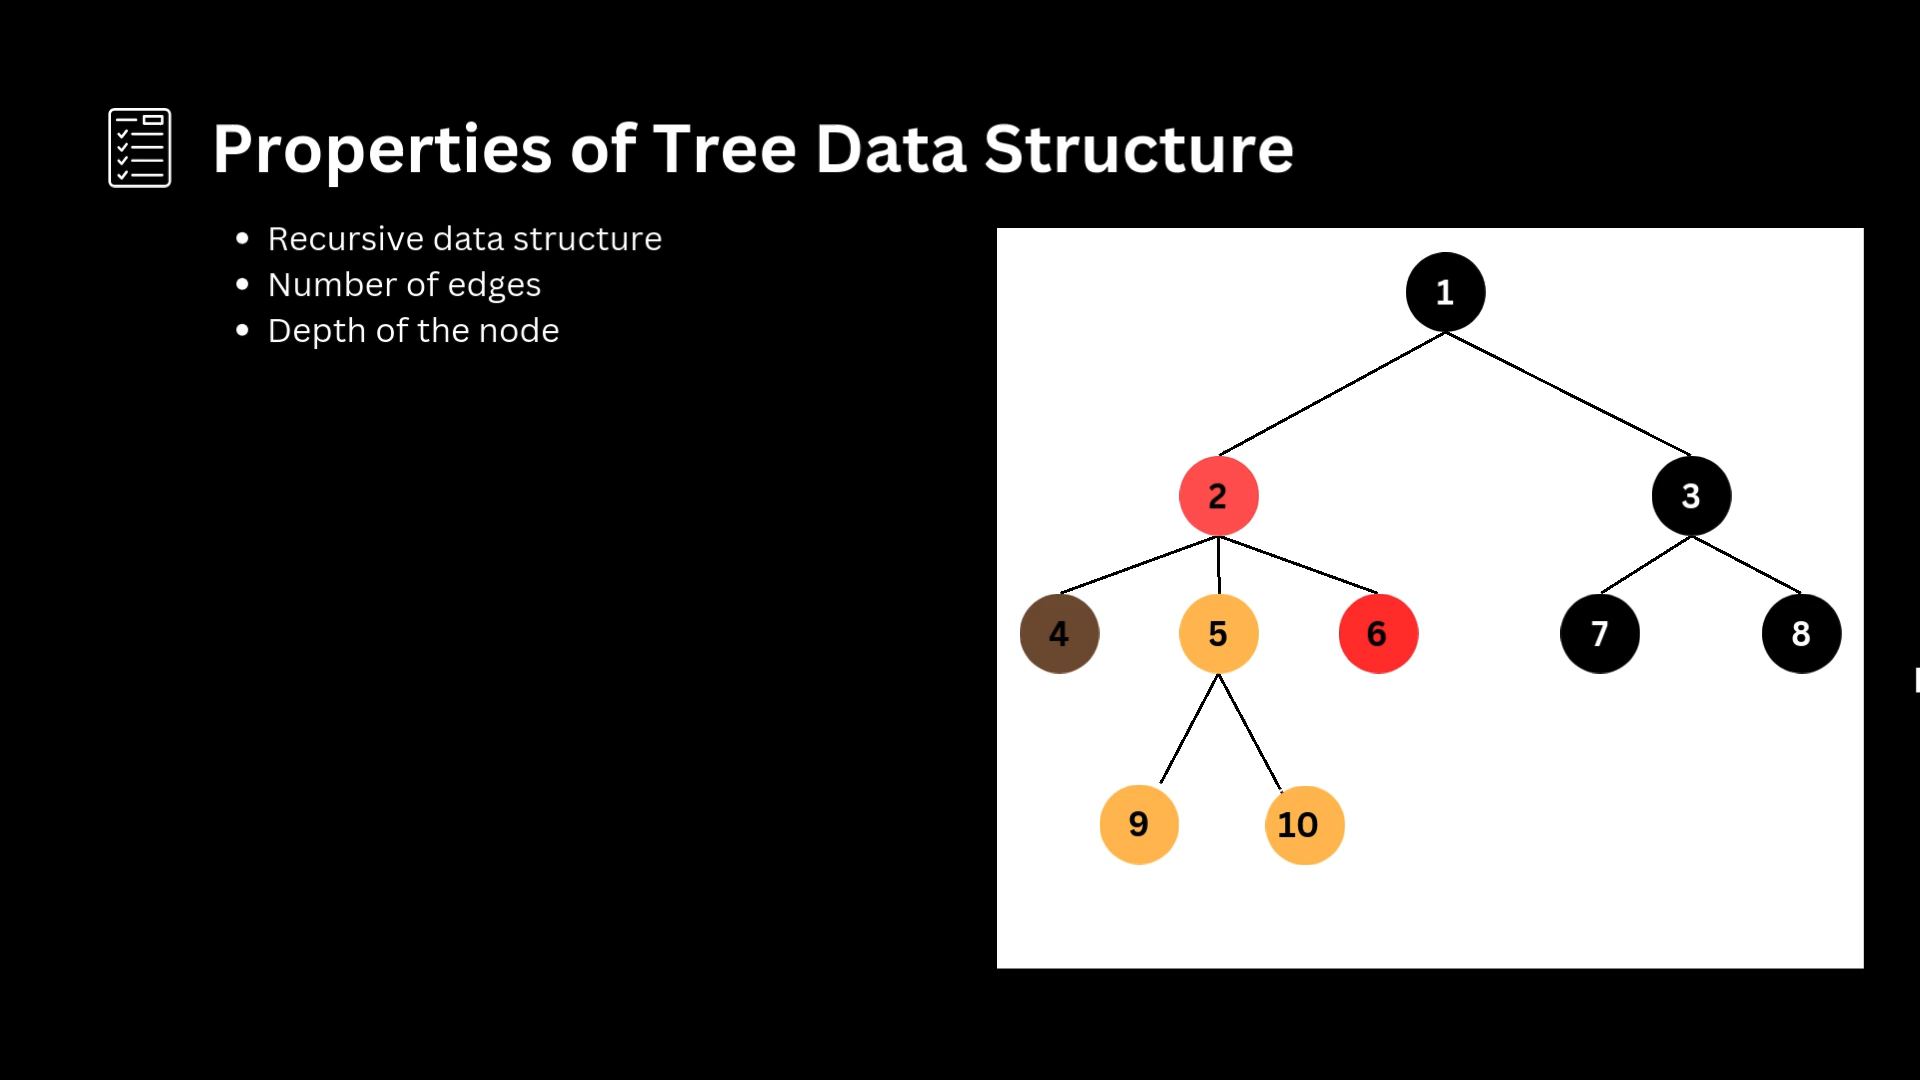 Properties of Tree Data Structure
• Recursive data structure
• Number of edges
• Depth of the node
1
2
3
4
5
6
7
8
9
10